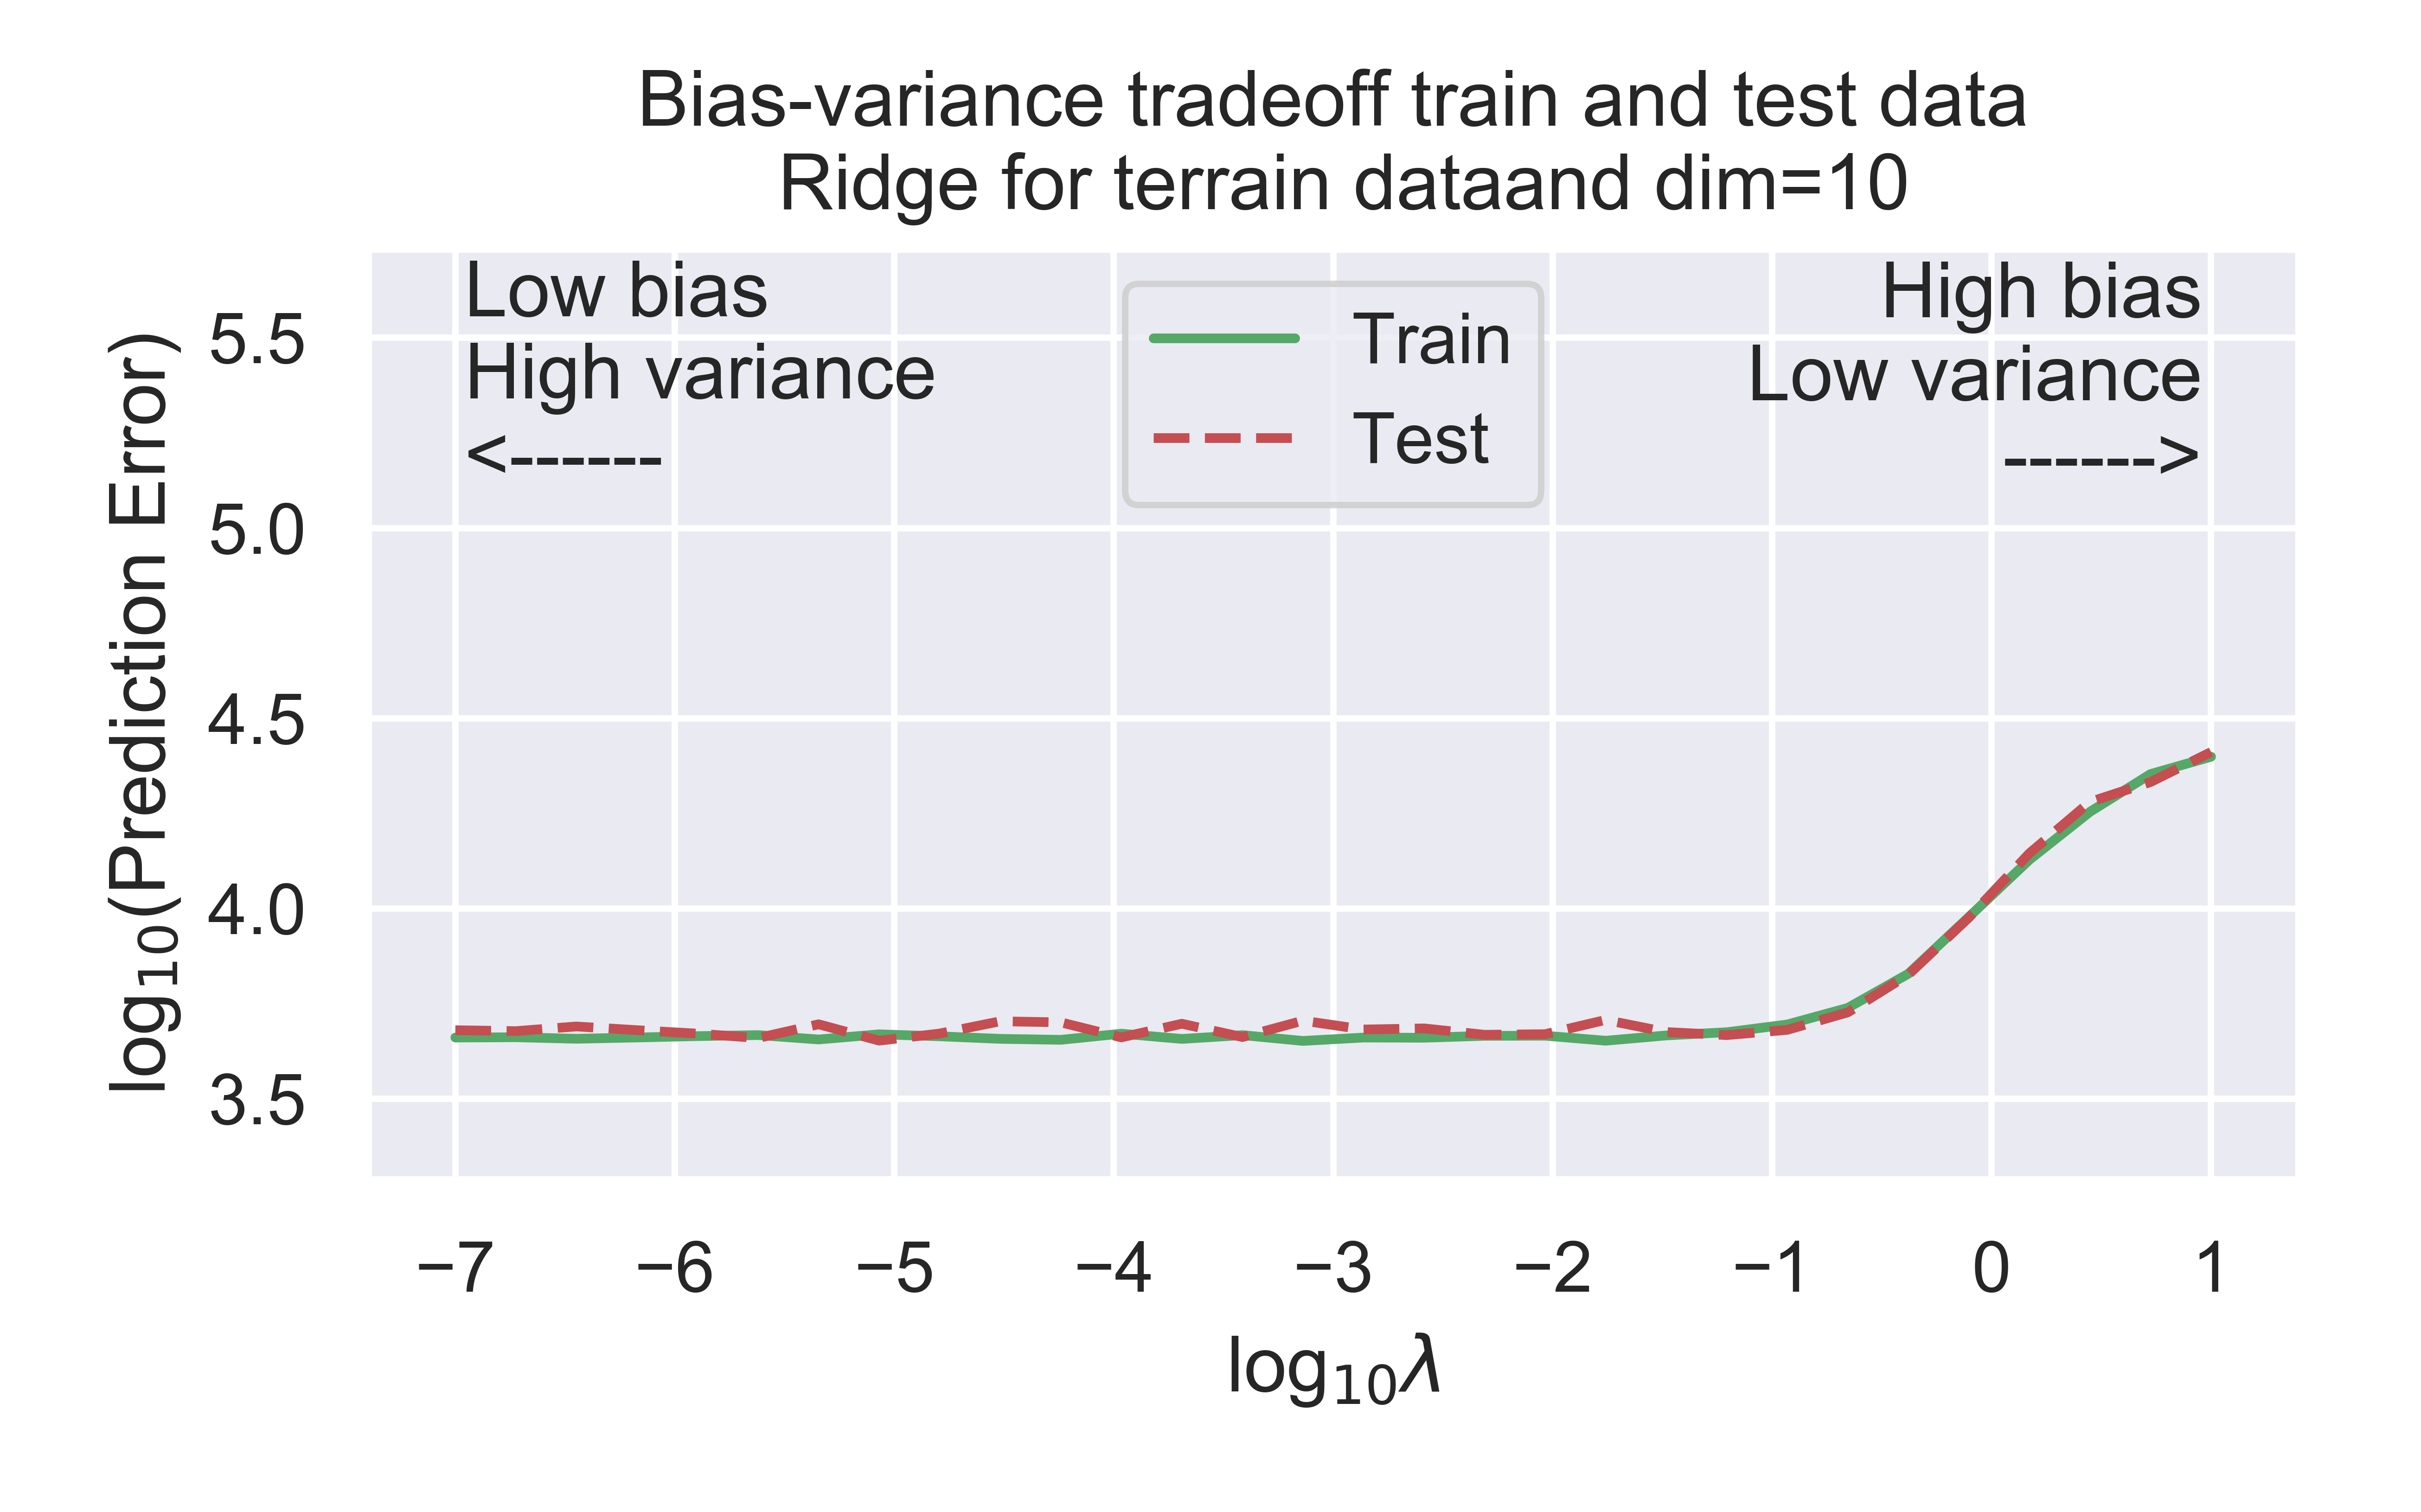 Bias-variance tradeoff train and test data
Ridge for terrain dataand dim=10
Low bias
High variance
<------
Train
Test
High bias
Low variance
------>
log₁₀(Prediction Error)
5.5
5.0
4.5
4.0
3.5
−7 −6 −5 −4 −3 −2 −1 0 1
log₁₀λ